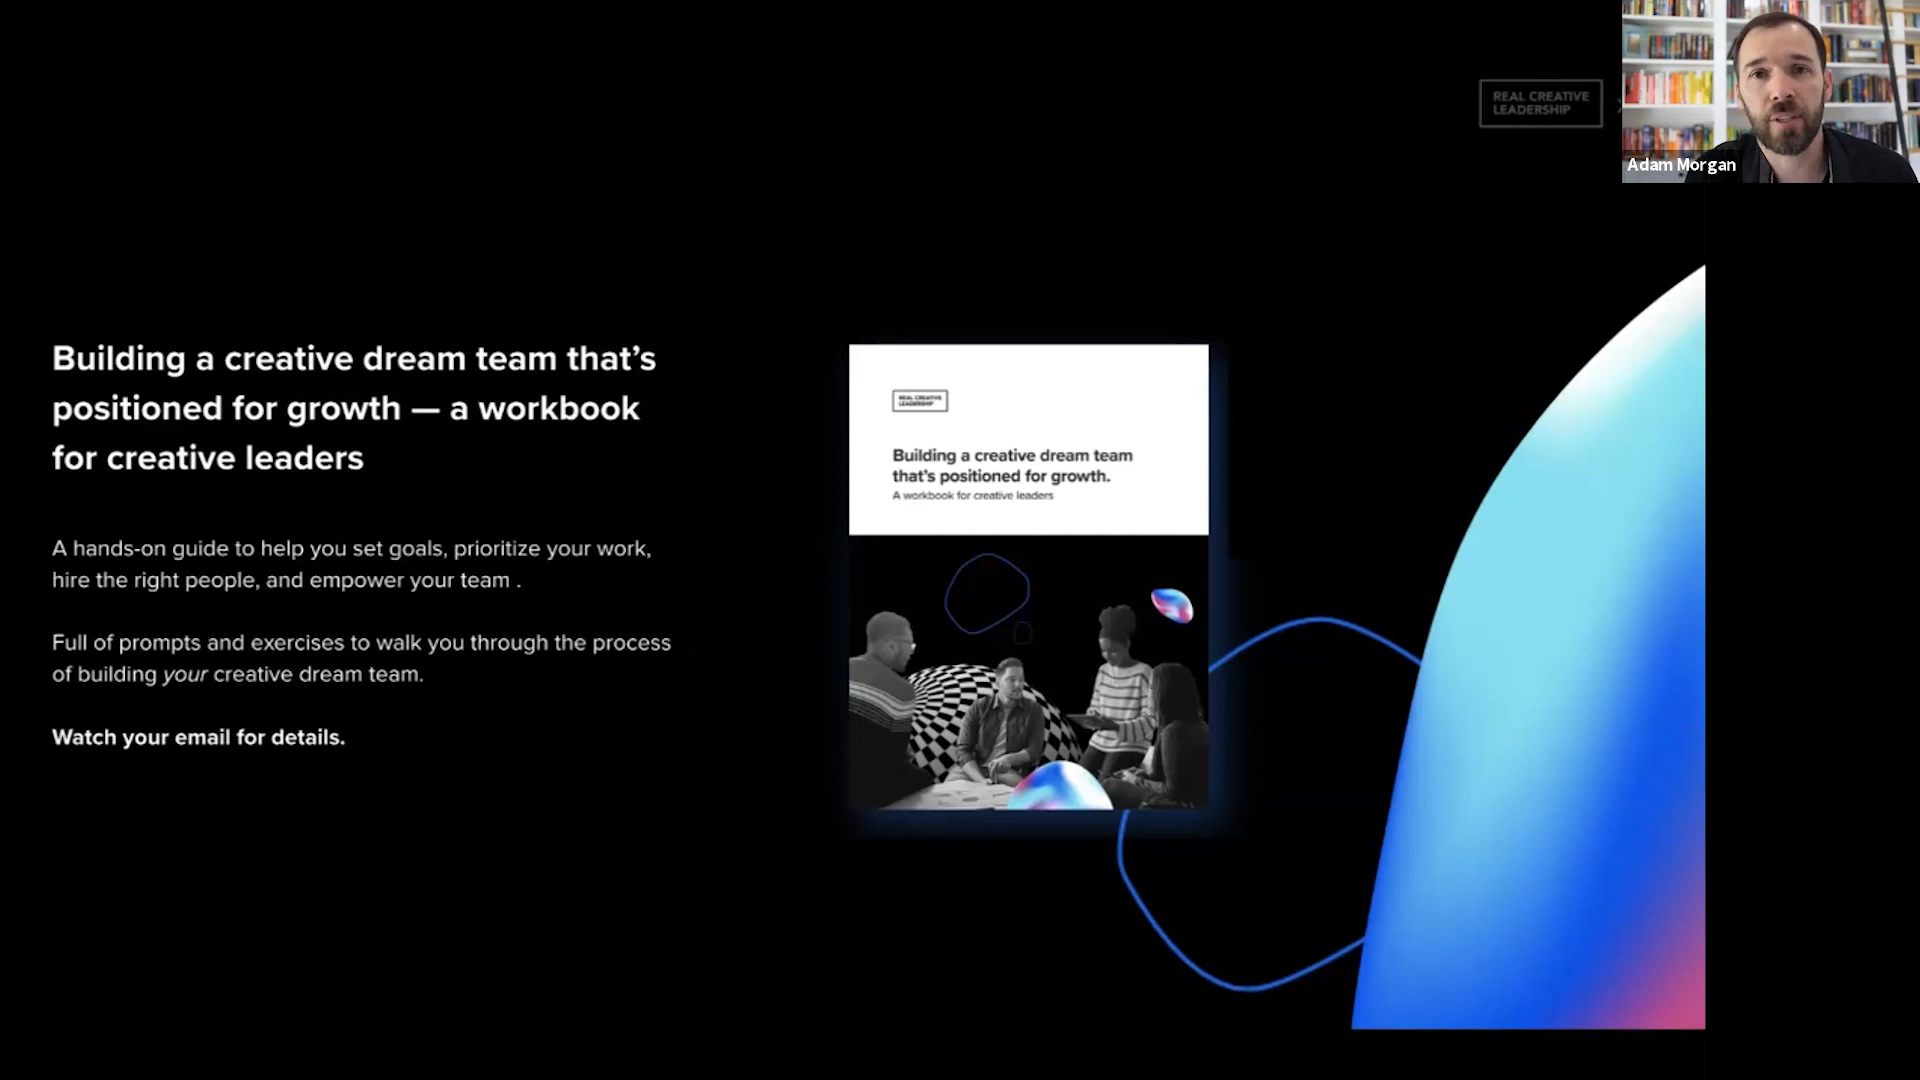 REAL CREATIVE
LEADERSHIP
Adam Morgan
Building a creative dream team that’s
positioned for growth — a workbook
for creative leaders
A hands-on guide to help you set goals, prioritize your work,
hire the right people, and empower your team .
Full of prompts and exercises to walk you through the process
of building your creative dream team.
Watch your email for details.
REAL CREATIVE
LEADERSHIP
Building a creative dream team
that’s positioned for growth.
A workbook for creative leaders